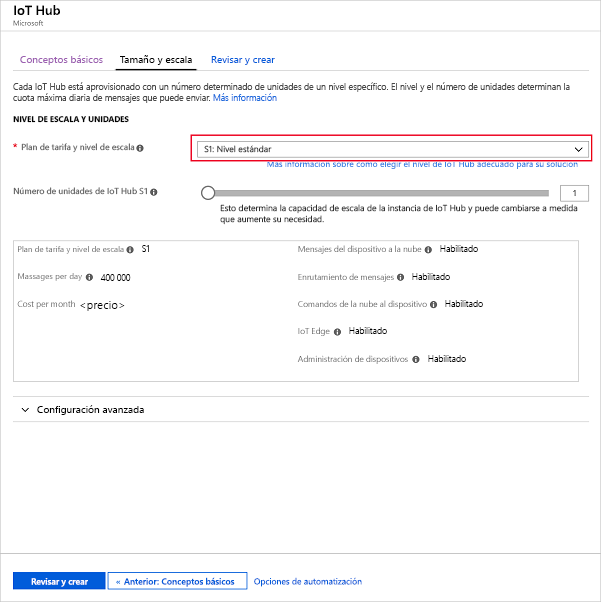 IoT Hub
Microsoft
Conceptos básicos
Tamaño y escala
Revisar y crear
Cada IoT Hub está aprovisionado con un número determinado de unidades de un nivel específico. El nivel y el número de unidades determinan la
cuota máxima diaria de mensajes que puede enviar. Más información
NIVEL DE ESCALA Y UNIDADES
* Plan de tarifa y nivel de escala
S1: Nivel estándar
Más información sobre cómo elegir el nivel de IoT Hub adecuado para su solución
Número de unidades de IoT Hub S1
1
Esto determina la capacidad de escala de la instancia de IoT Hub y puede cambiarse a medida
que aumente su necesidad.
Plan de tarifa y nivel de escala S1
Massages per day 400 000
Cost per month <precio>
Mensajes del dispositivo a la nube Habilitado
Enrutamiento de mensajes Habilitado
Comandos de la nube al dispositivo Habilitado
IoT Edge Habilitado
Administración de dispositivos Habilitado
Configuración avanzada
Revisar y crear
« Anterior: Conceptos básicos
Opciones de automatización